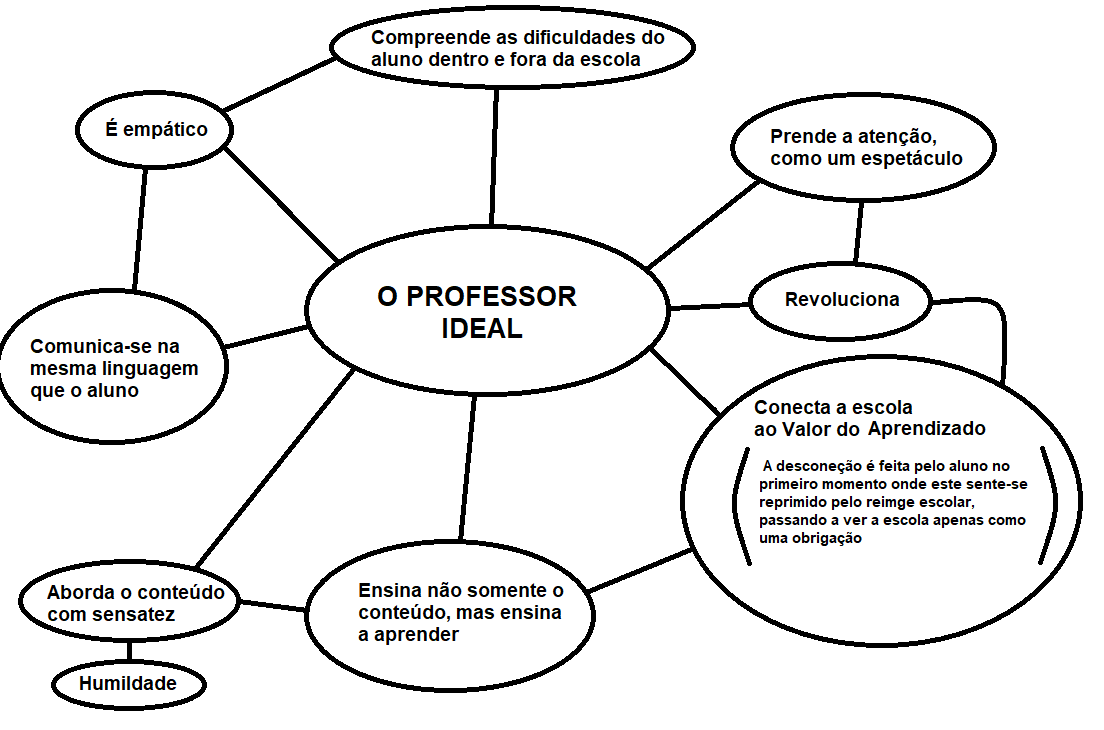 Compreende as dificuldades do
aluno dentro e fora da escola
É empático
Prende a atenção,
como um espetáculo
O PROFESSOR
IDEAL
Revoluciona
Comunica-se na
mesma linguagem
que o aluno
Conecta a escola
ao Valor do Aprendizado
A desconeção é feita pelo aluno no
primeiro momento onde este sente-se
reprimido pelo reimge escolar,
passando a ver a escola apenas como
uma obrigação
Aborda o conteúdo
com sensatez
Ensina não somente o
conteúdo, mas ensina
a aprender
Humildade